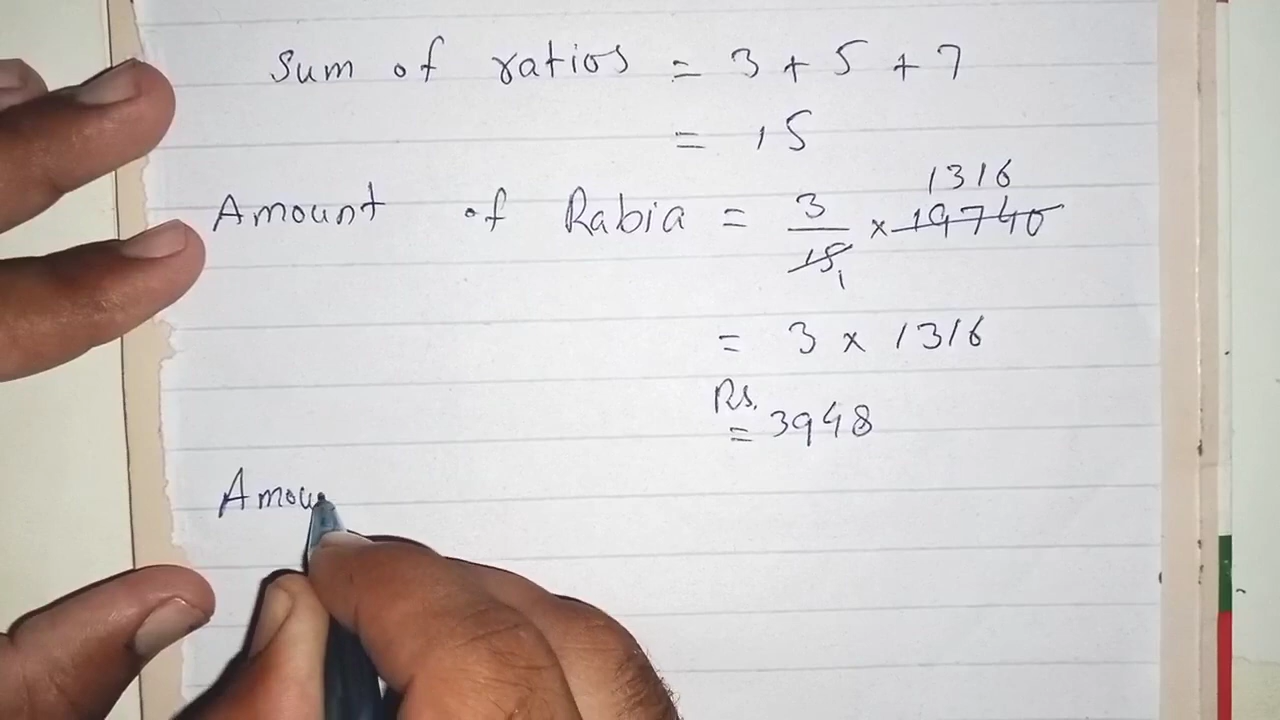 Sum of ratios = 3 + 5 + 7
= 15
1316
Amount of Rabia = 3/15 × 19740
1
= 3 × 1316
Rs.
= 3948
Amou